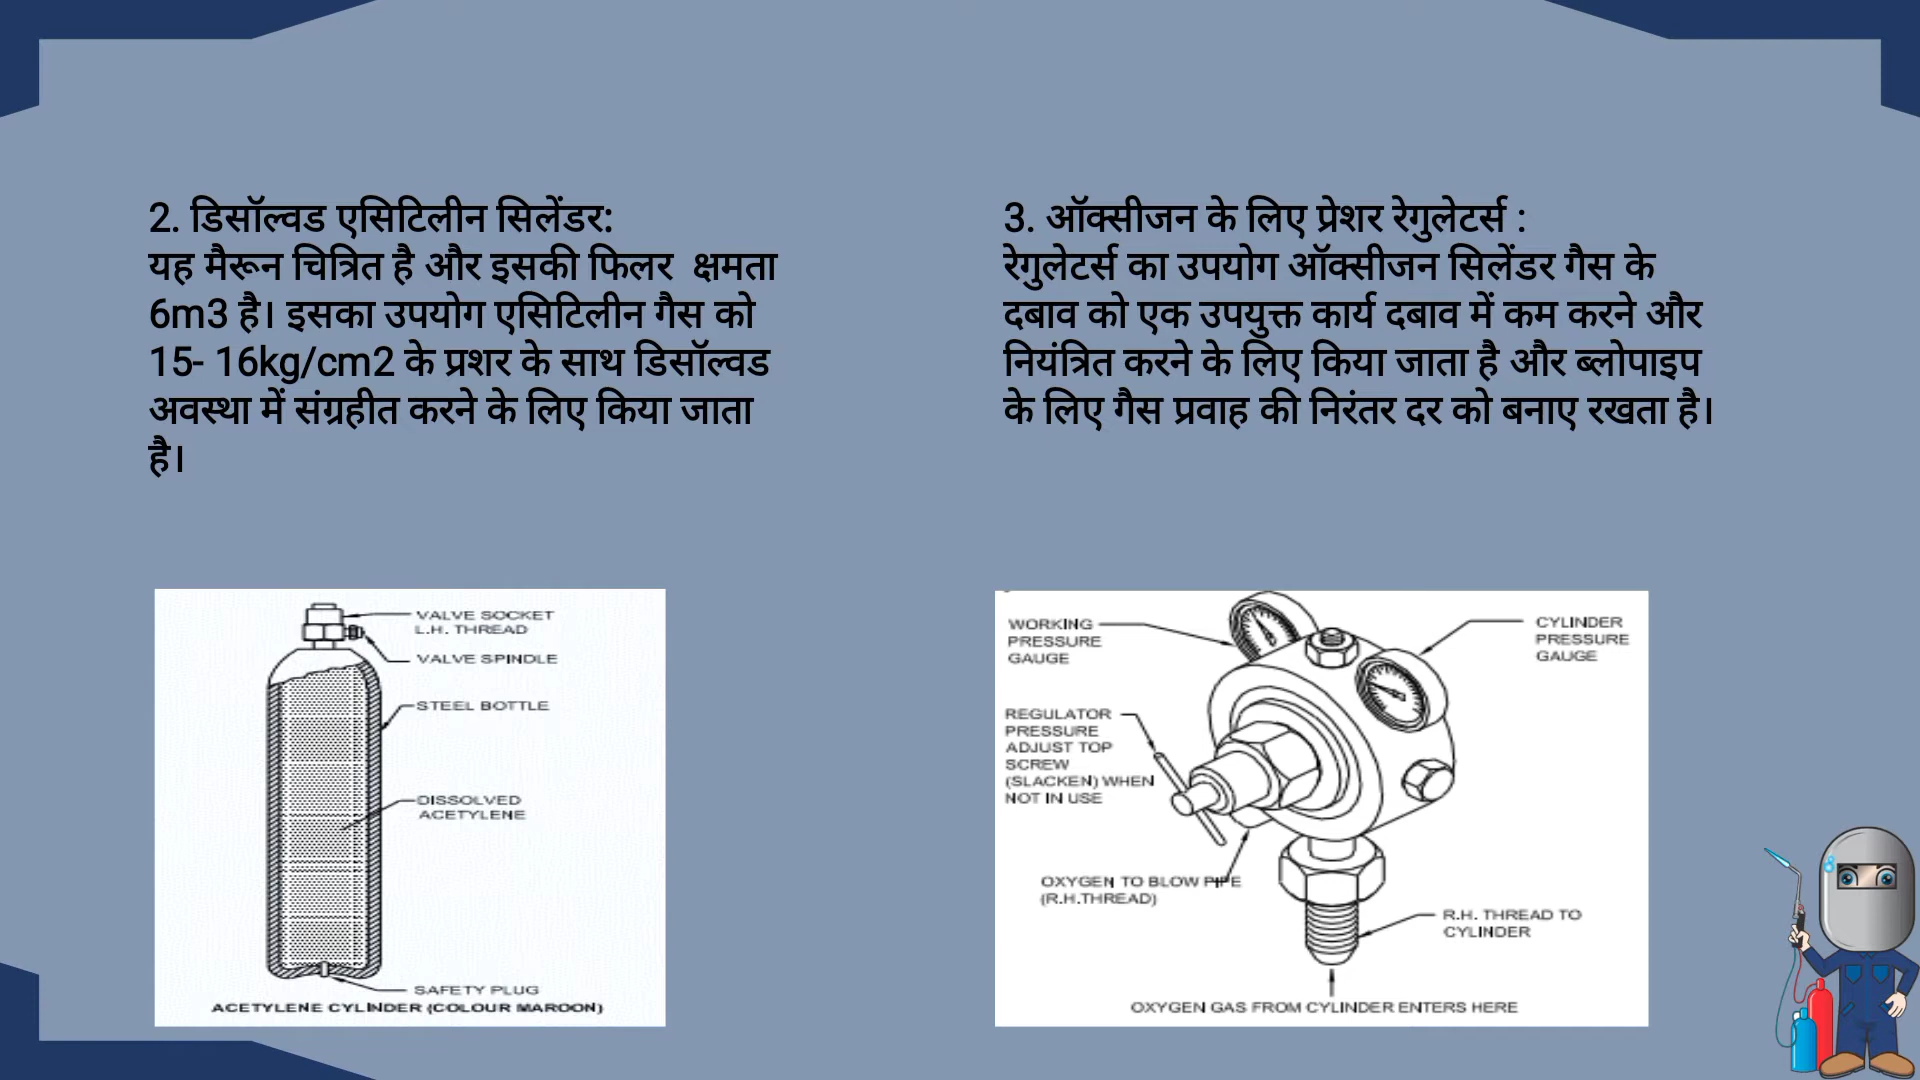 2. डिसॉल्वड एसिटिलीन सिलेंडर:
यह मैरून चित्रित है और इसकी फिलर क्षमता
6m3 है। इसका उपयोग एसिटिलीन गैस को
15- 16kg/cm2 के प्रशर के साथ डिसॉल्वड
अवस्था में संग्रहीत करने के लिए किया जाता
है।
3. ऑक्सीजन के लिए प्रेशर रेगुलेटर्स :
रेगुलेटर्स का उपयोग ऑक्सीजन सिलेंडर गैस के
दबाव को एक उपयुक्त कार्य दबाव में कम करने और
नियंत्रित करने के लिए किया जाता है और ब्लोपाइप
के लिए गैस प्रवाह की निरंतर दर को बनाए रखता है।
VALVE SOCKET
L.H. THREAD
VALVE SPINDLE
STEEL BOTTLE
DISSOLVED
ACETYLENE
SAFETY PLUG
ACETYLENE CYLINDER (COLOUR MAROON)
WORKING
PRESSURE
GAUGE
CYLINDER
PRESSURE
GAUGE
REGULATOR
PRESSURE
ADJUST TOP
SCREW
(SLACKEN) WHEN
NOT IN USE
OXYGEN TO BLOW PIPE
(R.H.THREAD)
R.H. THREAD TO
CYLINDER
OXYGEN GAS FROM CYLINDER ENTERS HERE